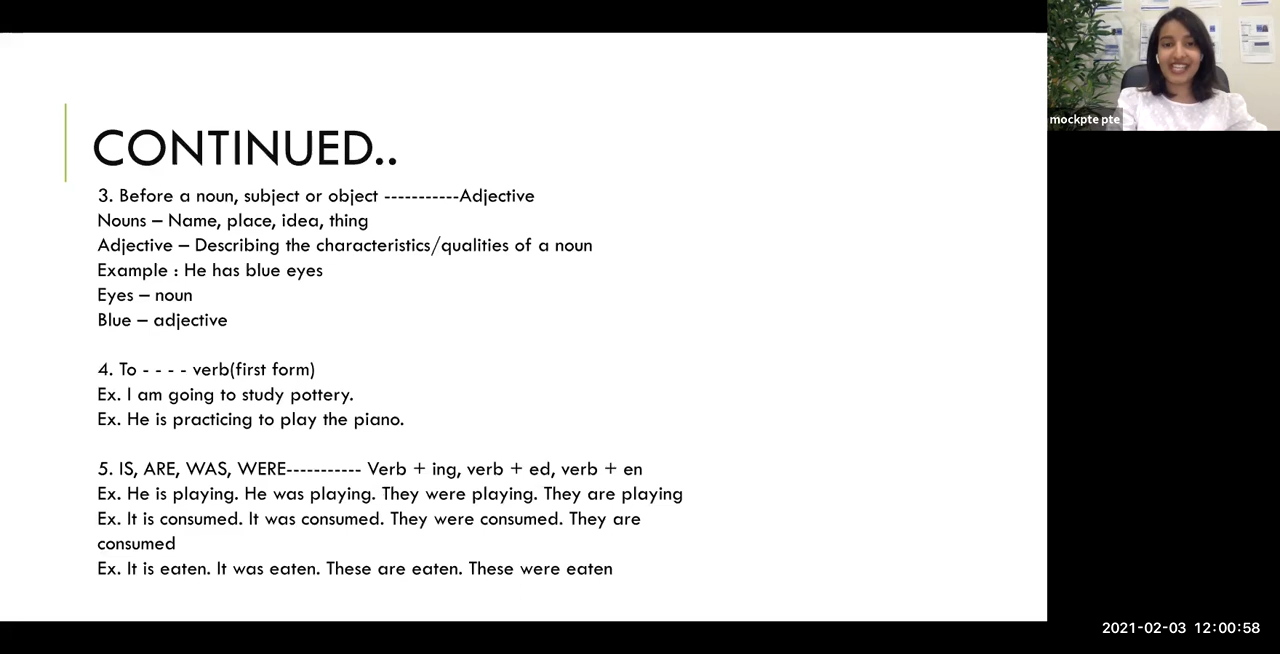 CONTINUED..
3. Before a noun, subject or object -----------Adjective
Nouns – Name, place, idea, thing
Adjective – Describing the characteristics/qualities of a noun
Example : He has blue eyes
Eyes – noun
Blue – adjective
4. To - - - - verb(first form)
Ex. I am going to study pottery.
Ex. He is practicing to play the piano.
5. IS, ARE, WAS, WERE----------- Verb + ing, verb + ed, verb + en
Ex. He is playing. He was playing. They were playing. They are playing
Ex. It is consumed. It was consumed. They were consumed. They are
consumed
Ex. It is eaten. It was eaten. These are eaten. These were eaten
mockpte pte
2021-02-03 12:00:58